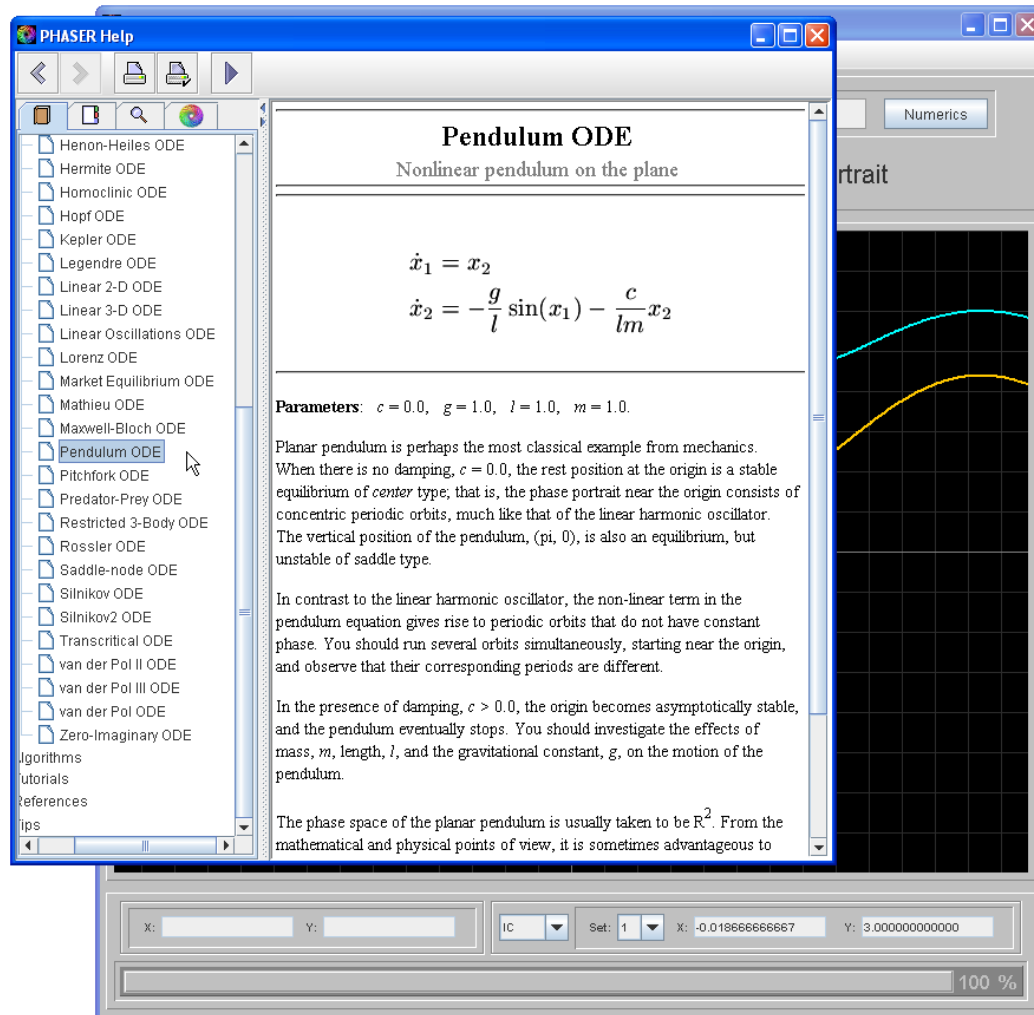 PHASER Help
Numerics
rtrait
Henon-Heiles ODE
Hermite ODE
Homoclinic ODE
Hopf ODE
Kepler ODE
Legendre ODE
Linear 2-D ODE
Linear 3-D ODE
Linear Oscillations ODE
Lorenz ODE
Market Equilibrium ODE
Mathieu ODE
Maxwell-Bloch ODE
Pendulum ODE
Pitchfork ODE
Predator-Prey ODE
Restricted 3-Body ODE
Rossler ODE
Saddle-node ODE
Silnikov ODE
Silnikov2 ODE
Transcritical ODE
van der Pol II ODE
van der Pol III ODE
van der Pol ODE
Zero-Imaginary ODE
lgorithms
utorials
References
ips
Pendulum ODE
Nonlinear pendulum on the plane
ẋ₁ = x₂
ẋ₂ = −g/l sin(x₁) − c/lm x₂
Parameters: c = 0.0, g = 1.0, l = 1.0, m = 1.0.
Planar pendulum is perhaps the most classical example from mechanics.
When there is no damping, c = 0.0, the rest position at the origin is a stable
equilibrium of center type; that is, the phase portrait near the origin consists of
concentric periodic orbits, much like that of the linear harmonic oscillator.
The vertical position of the pendulum, (pi, 0), is also an equilibrium, but
unstable of saddle type.
In contrast to the linear harmonic oscillator, the non-linear term in the
pendulum equation gives rise to periodic orbits that do not have constant
phase. You should run several orbits simultaneously, starting near the origin,
and observe that their corresponding periods are different.
In the presence of damping, c > 0.0, the origin becomes asymptotically stable,
and the pendulum eventually stops. You should investigate the effects of
mass, m, length, l, and the gravitational constant, g, on the motion of the
pendulum.
The phase space of the planar pendulum is usually taken to be R². From the
mathematical and physical points of view, it is sometimes advantageous to
X: Y: IC Set: 1 X: -0.018666666667 Y: 3.000000000000
100 %